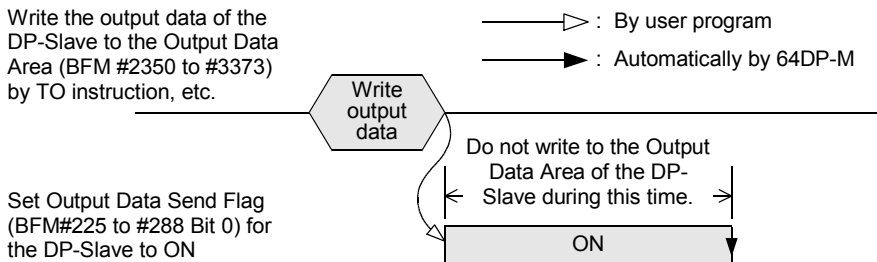 Write the output data of the
DP-Slave to the Output Data
Area (BFM #2350 to #3373)
by TO instruction, etc.
: By user program
: Automatically by 64DP-M
Write
output
data
Do not write to the Output
Data Area of the DP-
Slave during this time.
Set Output Data Send Flag
(BFM#225 to #288 Bit 0) for
the DP-Slave to ON
ON